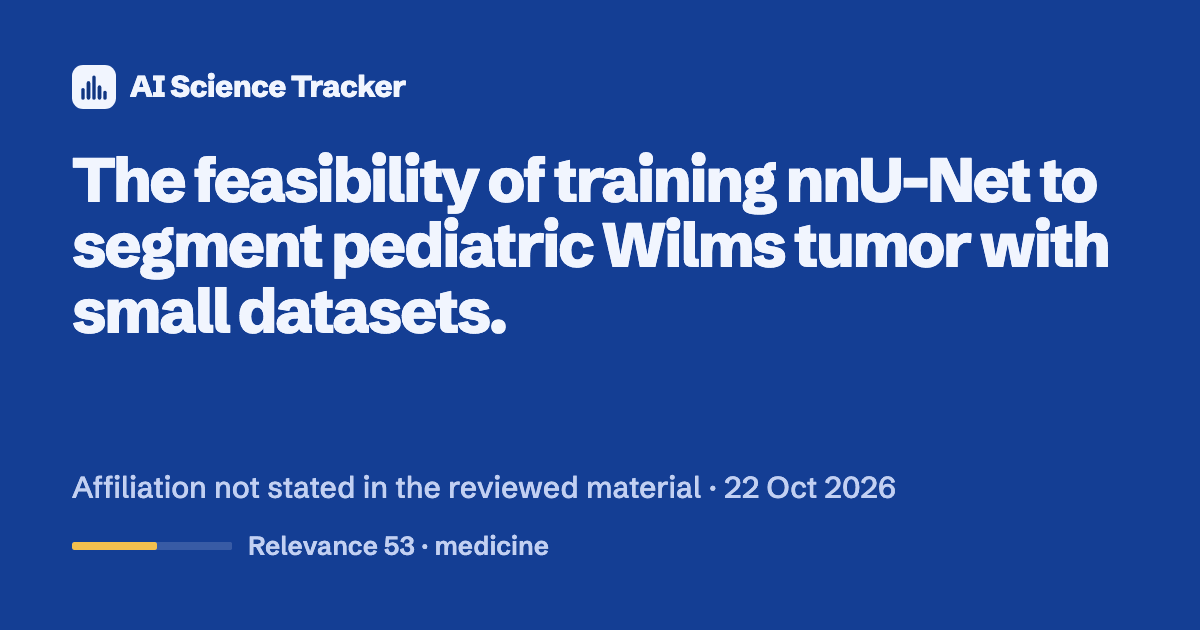 AI Science Tracker
The feasibility of training nnU-Net to
segment pediatric Wilms tumor with
small datasets.
Affiliation not stated in the reviewed material · 22 Oct 2026
Relevance 53 · medicine